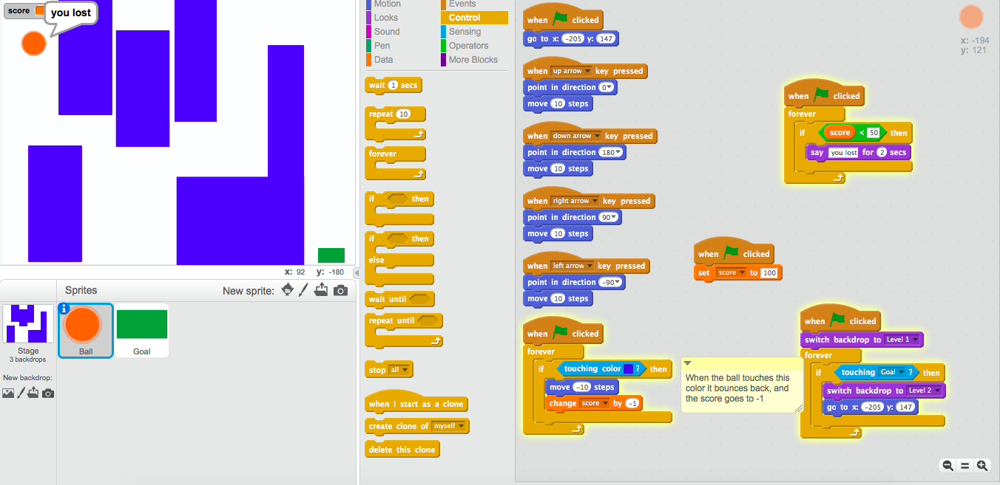 score
you lost
x: 92 y: -180
Sprites
New sprite:
Stage
3 backdrops
New backdrop:
Ball
Goal
Motion
Looks
Sound
Pen
Data
Events
Control
Sensing
Operators
More Blocks
wait 1 secs
repeat 10
forever
if then
if then
else
wait until
repeat until
stop all
when I start as a clone
create clone of myself
delete this clone
when clicked
go to x: -205 y: 147
when up arrow key pressed
point in direction 0
move 10 steps
when down arrow key pressed
point in direction 180
move 10 steps
when right arrow key pressed
point in direction 90
move 10 steps
when left arrow key pressed
point in direction -90
move 10 steps
when clicked
forever
if touching color ? then
move -10 steps
change score by -1
When the ball touches this
color it bounces back, and
the score goes to -1
x: -194
y: 121
when clicked
forever
if score < 50 then
say you lost for 2 secs
when clicked
set score to 100
when clicked
switch backdrop to Level 1
forever
if touching Goal ? then
switch backdrop to Level 2
go to x: -205 y: 147